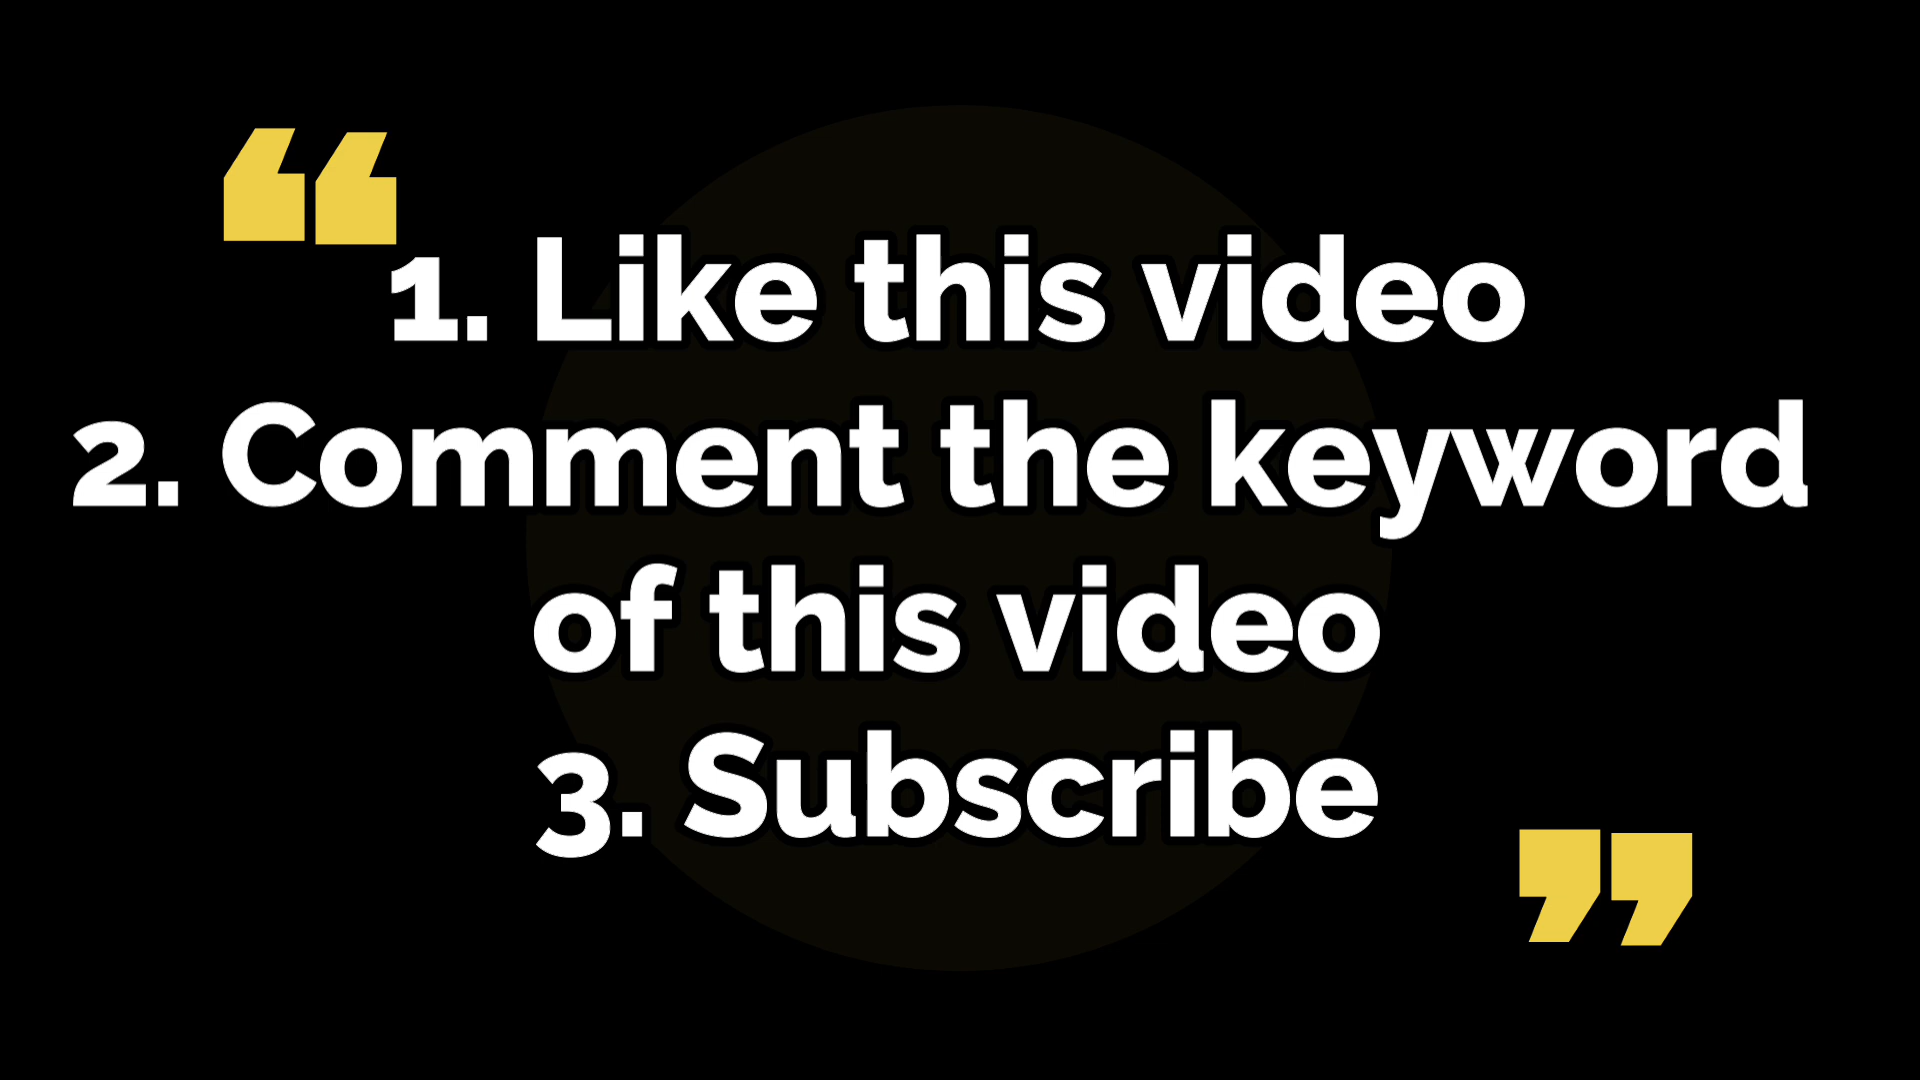 1. Like this video
2. Comment the keyword
of this video
3. Subscribe